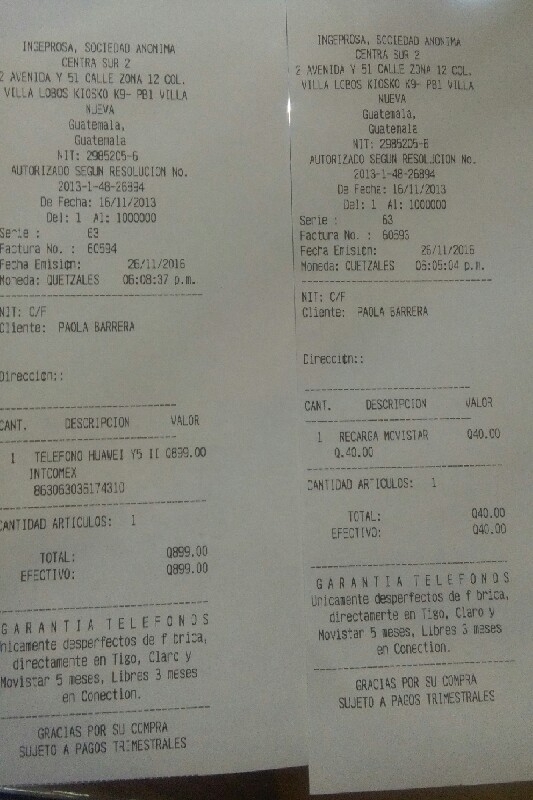 INGEPROSA, SOCIEDAD ANONIMA
CENTRA SUR 2
2 AVENIDA Y 51 CALLE ZONA 12 COL.
VILLA LOBOS KIOSKO K9- PB1 VILLA
NUEVA
Guatemala,
Guatemala
NIT: 2985205-6
AUTORIZADO SEGUN RESOLUCION No.
2013-1-48-26894
De Fecha: 16/11/2013
Del: 1 Al: 1000000
Serie : 63
Factura No. : 60594
Fecha Emision: 26/11/2016
Moneda: QUETZALES 06:08:37 p.m.
NIT: C/F
Cliente: PAOLA BARRERA
Direccion::
CANT. DESCRIPCION VALOR
1 TELEFONO HUAWEI Y5 II Q899.00
INTCOMEX
863063035174310
CANTIDAD ARTICULOS: 1
TOTAL: Q899.00
EFECTIVO: Q899.00
GARANTIA TELEFONOS
Unicamente desperfectos de f brica,
directamente en Tigo, Claro y
Movistar 5 meses, Libres 3 meses
en Conection.
GRACIAS POR SU COMPRA
SUJETO A PAGOS TRIMESTRALES
INGEPROSA, SOCIEDAD ANONIMA
CENTRA SUR 2
2 AVENIDA Y 51 CALLE ZONA 12 COL.
VILLA LOBOS KIOSKO K9- PB1 VILLA
NUEVA
Guatemala,
Guatemala
NIT: 2985205-6
AUTORIZADO SEGUN RESOLUCION No.
2013-1-48-26894
De Fecha: 16/11/2013
Del: 1 Al: 1000000
Serie : 63
Factura No. : 60593
Fecha Emision: 26/11/2016
Moneda: QUETZALES 06:05:04 p.m.
NIT: C/F
Cliente: PAOLA BARRERA
Direccion::
CANT. DESCRIPCION VALOR
1 RECARGA MOVISTAR Q40.00
Q.40.00
CANTIDAD ARTICULOS: 1
TOTAL: Q40.00
EFECTIVO: Q40.00
GARANTIA TELEFONOS
Unicamente desperfectos de f brica,
directamente en Tigo, Claro y
Movistar 5 meses, Libres 3 meses
en Conection.
GRACIAS POR SU COMPRA
SUJETO A PAGOS TRIMESTRALES